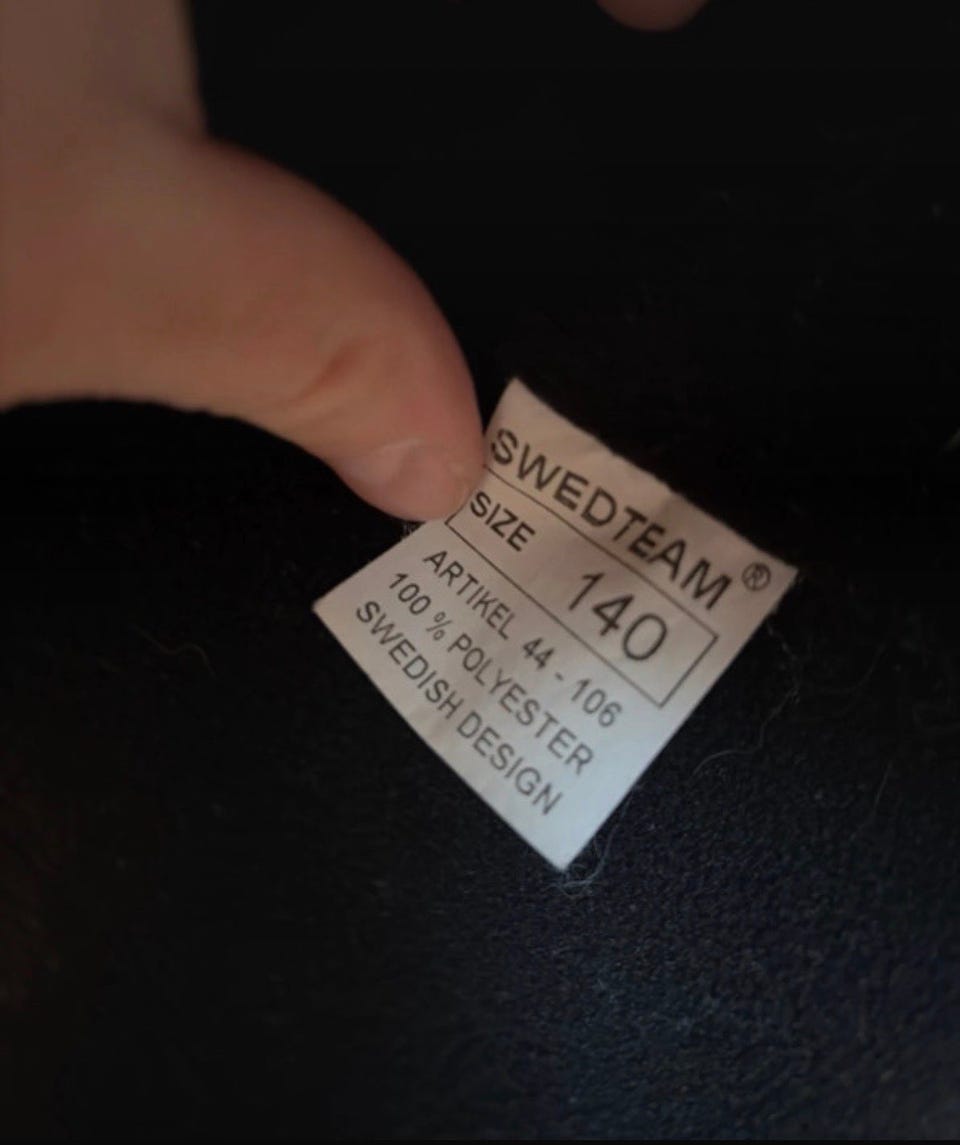 SWEDTEAM®
SIZE 140
ARTIKEL 44 - 106
100 % POLYESTER
SWEDISH DESIGN